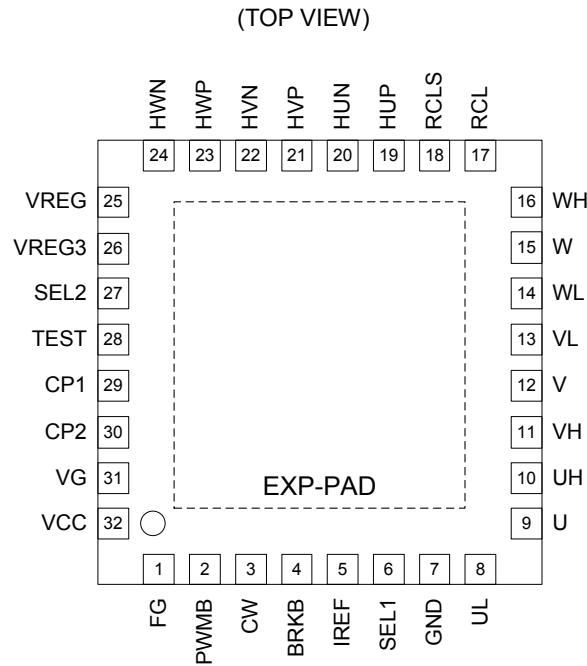 (TOP VIEW)
HWN
HWP
HVN
HVP
HUN
HUP
RCLS
RCL
24 23 22 21 20 19 18 17
VREG 25
VREG3 26
SEL2 27
TEST 28
CP1 29
CP2 30
VG 31
VCC 32
16 WH
15 W
14 WL
13 VL
12 V
11 VH
10 UH
9 U
EXP-PAD
1 2 3 4 5 6 7 8
FG
PWMB
CW
BRKB
IREF
SEL1
GND
UL